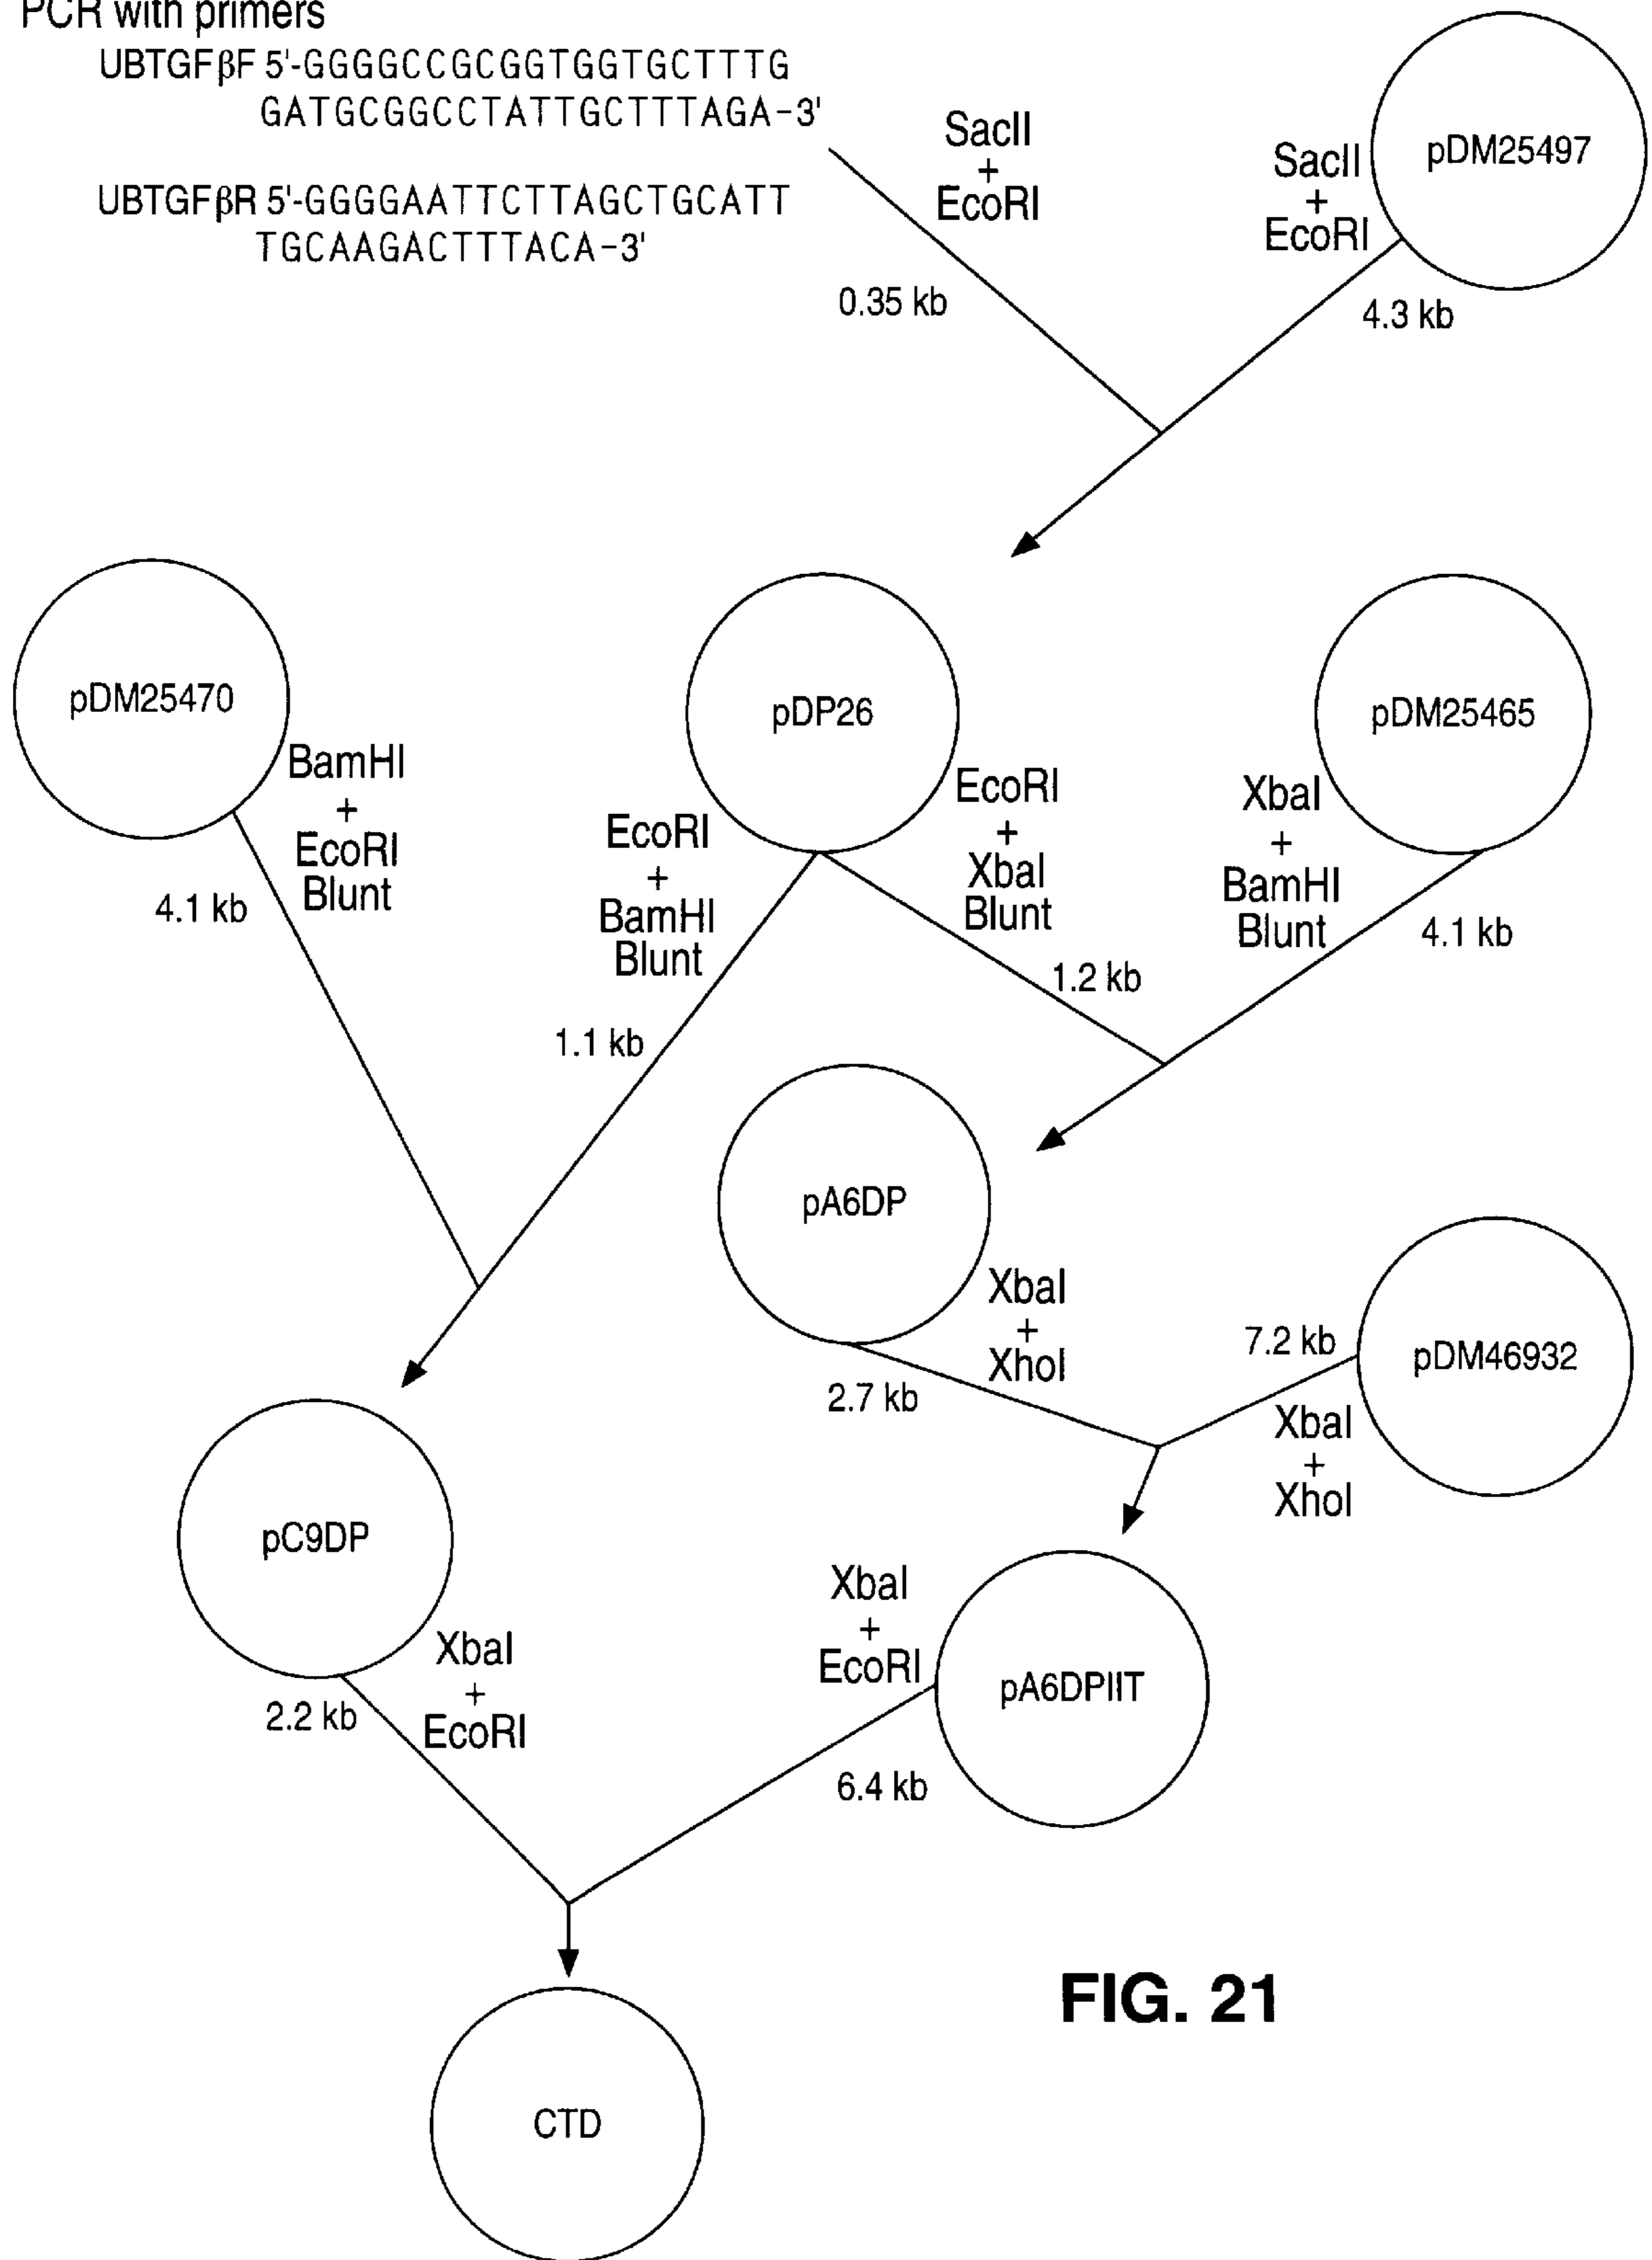 PCR with primers
UBTGFβF 5'-GGGGCCGCGGTGGTGCTTTG
GATGCGGCCTATTGCTTTAGA-3'
UBTGFβR 5'-GGGGAATTCTTAGCTGCATT
TGCAAGACTTTACA-3'
SacII
+
EcoRI
0.35 kb
SacII
+
EcoRI
pDM25497
4.3 kb
pDM25470
BamHI
+
EcoRI
Blunt
4.1 kb
pDP26
EcoRI
+
BamHI
Blunt
1.1 kb
EcoRI
+
XbaI
Blunt
1.2 kb
pDM25465
XbaI
+
BamHI
Blunt
4.1 kb
pA6DP
XbaI
+
XhoI
2.7 kb
7.2 kb
pDM46932
XbaI
+
XhoI
pC9DP
XbaI
+
EcoRI
2.2 kb
XbaI
+
EcoRI
pA6DPIIT
6.4 kb
CTD
FIG. 21